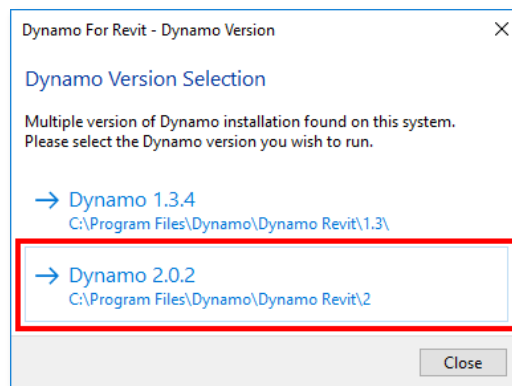 Dynamo For Revit - Dynamo Version
Dynamo Version Selection
Multiple version of Dynamo installation found on this system.
Please select the Dynamo version you wish to run.
Dynamo 1.3.4
C:\Program Files\Dynamo\Dynamo Revit\1.3\
Dynamo 2.0.2
C:\Program Files\Dynamo\Dynamo Revit\2
Close